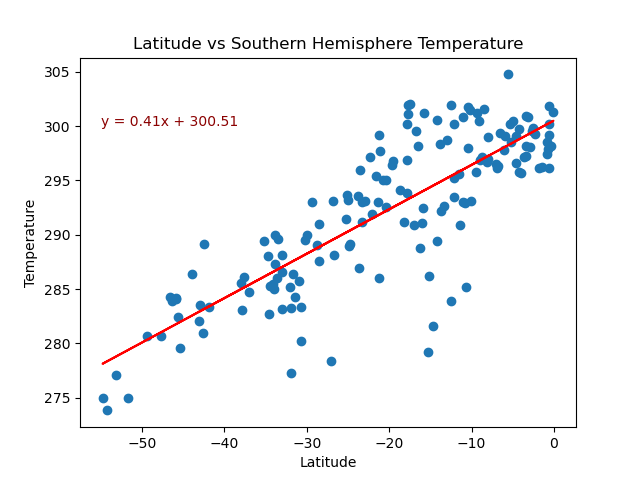 Latitude vs Southern Hemisphere Temperature
y = 0.41x + 300.51
305
300
295
290
285
280
275
Temperature
−50 −40 −30 −20 −10 0
Latitude